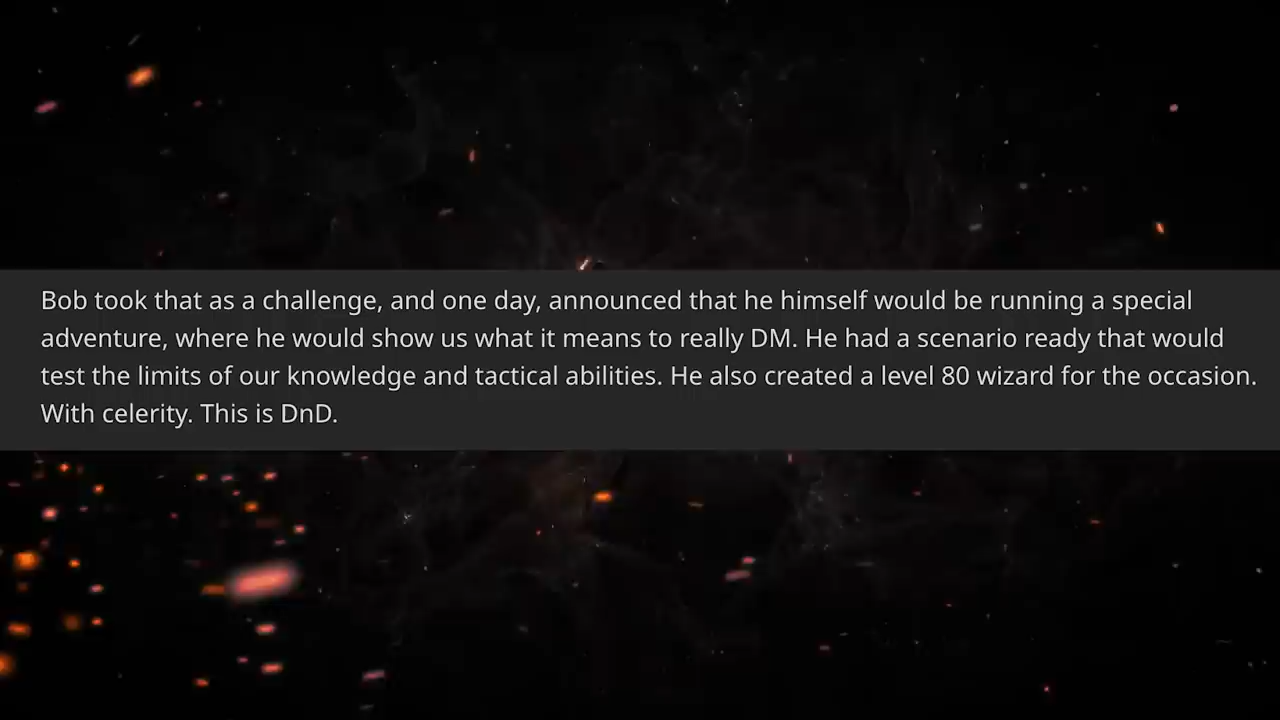 Bob took that as a challenge, and one day, announced that he himself would be running a special
adventure, where he would show us what it means to really DM. He had a scenario ready that would
test the limits of our knowledge and tactical abilities. He also created a level 80 wizard for the occasion.
With celerity. This is DnD.